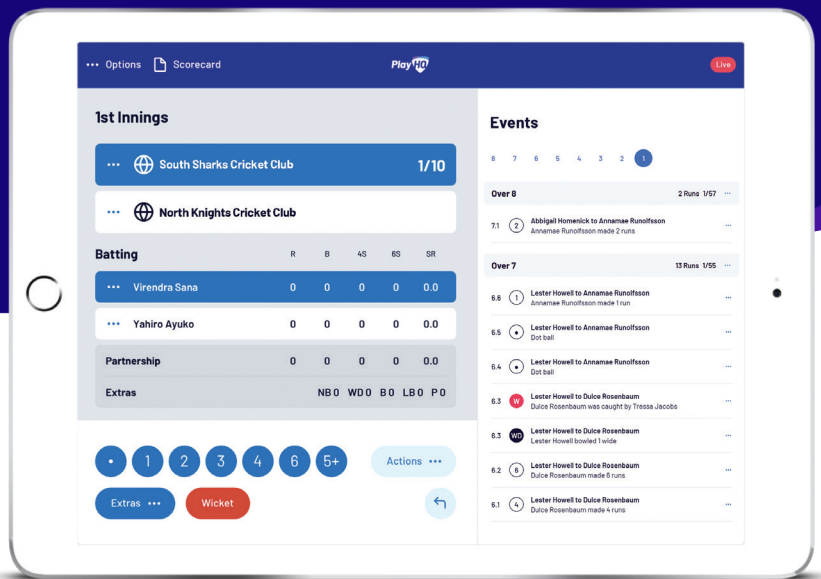 Options Scorecard PlayHQ Live
1st Innings
South Sharks Cricket Club 1/10
North Knights Cricket Club
Batting R B 4S 6S SR
Virendra Sana 0 0 0 0 0.0
Yahiro Ayuko 0 0 0 0 0.0
Partnership 0 0 0 0 0.0
Extras NB 0 WD 0 B 0 LB 0 P 0
• 1 2 3 4 6 5+ Actions •••
Extras ••• Wicket
Events
8 7 6 5 4 3 2 1
Over 8 2 Runs 1/57
7.1 2 Abbigail Homenick to Annamae Runolfsson
Annamae Runolfsson made 2 runs
Over 7 13 Runs 1/55
6.6 1 Lester Howell to Annamae Runolfsson
Annamae Runolfsson made 1 run
6.5 • Lester Howell to Annamae Runolfsson
Dot ball
6.4 • Lester Howell to Annamae Runolfsson
Dot ball
6.3 W Lester Howell to Dulce Rosenbaum
Dulce Rosenbaum was caught by Tressa Jacobs
6.3 WD Lester Howell to Dulce Rosenbaum
Lester Howell bowled 1 wide
6.2 6 Lester Howell to Dulce Rosenbaum
Dulce Rosenbaum made 6 runs
6.1 4 Lester Howell to Dulce Rosenbaum
Dulce Rosenbaum made 4 runs